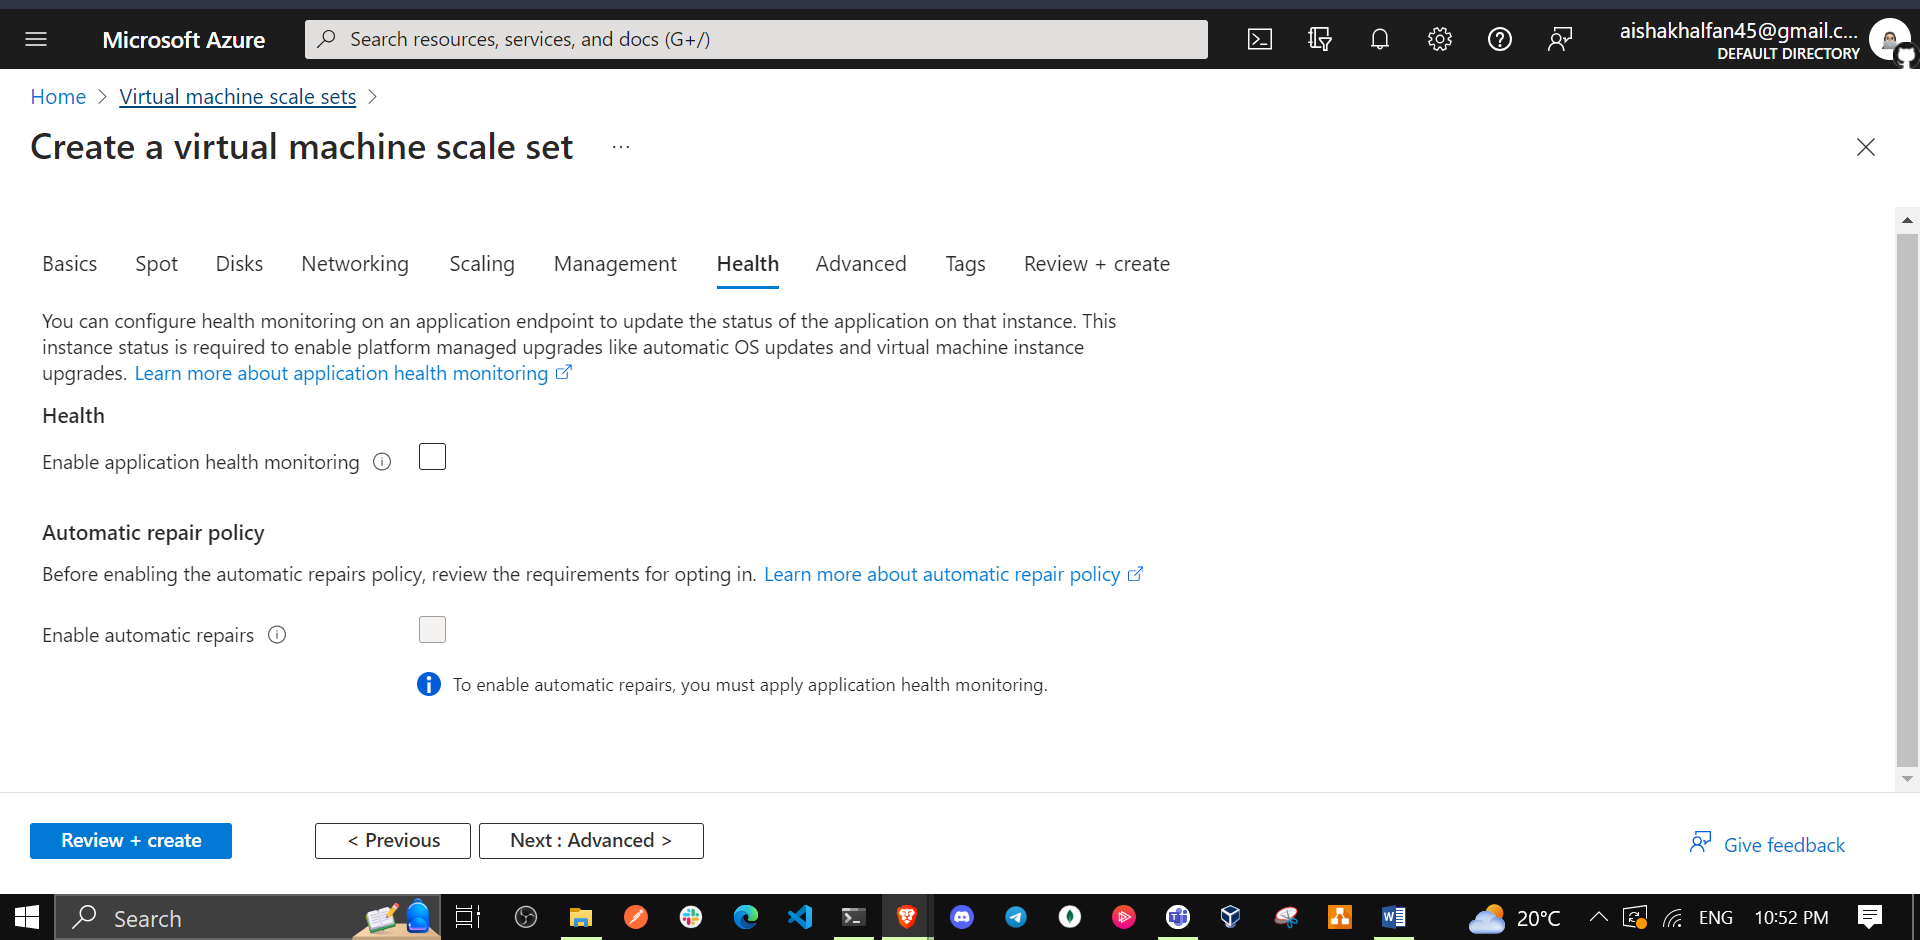 Microsoft Azure
Search resources, services, and docs (G+/)
aishakhalfan45@gmail.c...
DEFAULT DIRECTORY
Home > Virtual machine scale sets >
Create a virtual machine scale set ...
Basics Spot Disks Networking Scaling Management Health Advanced Tags Review + create
You can configure health monitoring on an application endpoint to update the status of the application on that instance. This
instance status is required to enable platform managed upgrades like automatic OS updates and virtual machine instance
upgrades. Learn more about application health monitoring
Health
Enable application health monitoring
Automatic repair policy
Before enabling the automatic repairs policy, review the requirements for opting in. Learn more about automatic repair policy
Enable automatic repairs
To enable automatic repairs, you must apply application health monitoring.
Review + create < Previous Next : Advanced >
Give feedback
Search
20°C ENG 10:52 PM